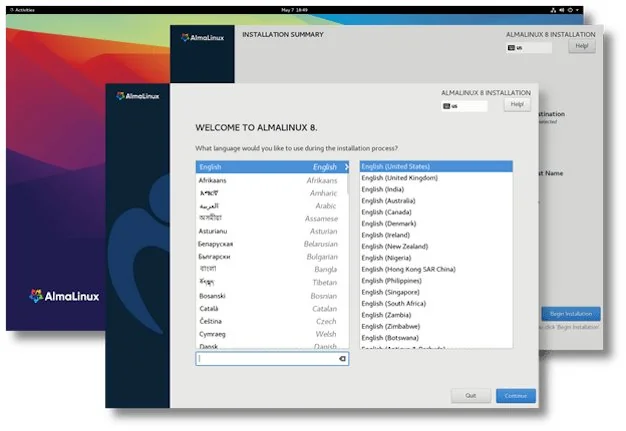 Activities
May 7 18:49
AlmaLinux
INSTALLATION SUMMARY
ALMALINUX 8 INSTALLATION
us
Help!
AlmaLinux
ALMALINUX 8 INSTALLATION
us
Help!
WELCOME TO ALMALINUX 8.
What language would you like to use during the installation process?
English English
Afrikaans Afrikaans
አማርኛ Amharic
العربية Arabic
অসমীয়া Assamese
Asturianu Asturian
Беларуская Belarusian
Български Bulgarian
বাংলা Bangla
Tibetan
Bosanski Bosnian
Català Catalan
Čeština Czech
Cymraeg Welsh
Dansk Danish
English (United States)
English (United Kingdom)
English (India)
English (Australia)
English (Canada)
English (Denmark)
English (Ireland)
English (New Zealand)
English (Nigeria)
English (Hong Kong SAR China)
English (Philippines)
English (Singapore)
English (South Africa)
English (Zambia)
English (Zimbabwe)
English (Botswana)
English (Antigua & Barbuda)
Quit
Continue
stination
selected
st Name
Begin Installation
click 'Begin Installation'.
AlmaLinux